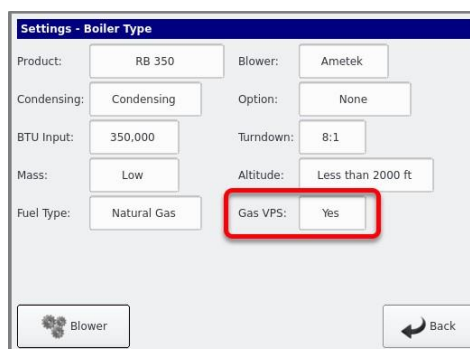 Settings - Boiler Type
Product: RB 350 Blower: Ametek
Condensing: Condensing Option: None
BTU Input: 350,000 Turndown: 8:1
Mass: Low Altitude: Less than 2000 ft
Fuel Type: Natural Gas Gas VPS: Yes
Blower Back